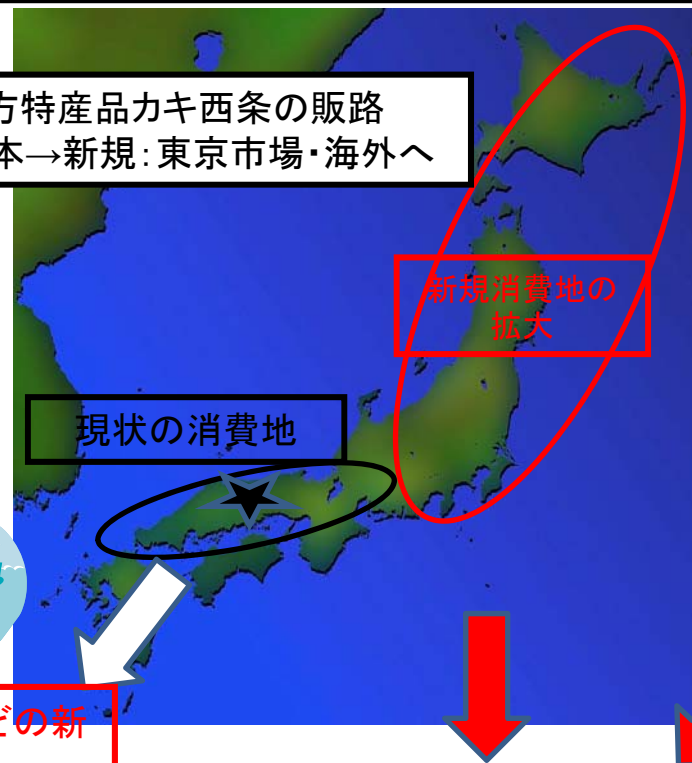 方特産品カキ西条の販路
本→新規：東京市場・海外へ
新規消費地の
拡大
現状の消費地
どの新